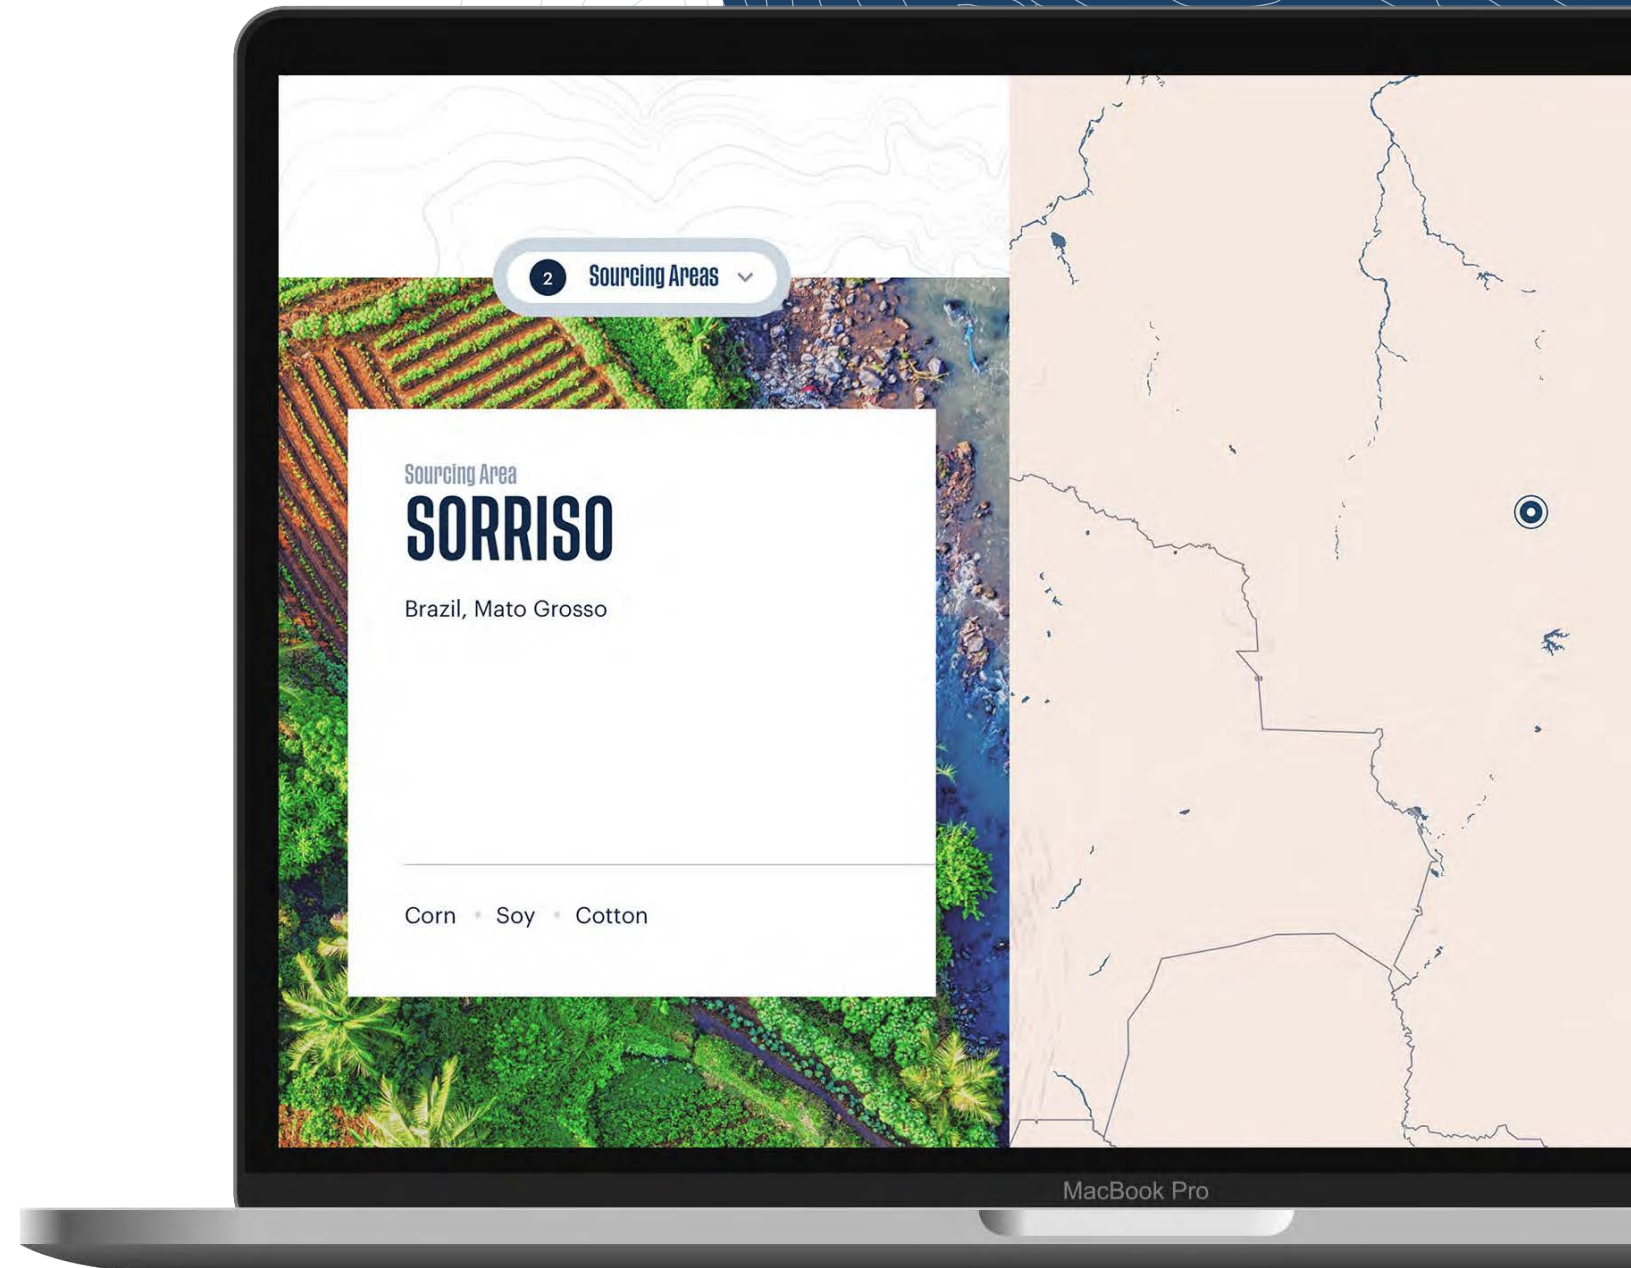 2 Sourcing Areas
Sourcing Area
SORRISO
Brazil, Mato Grosso
Corn • Soy • Cotton
MacBook Pro